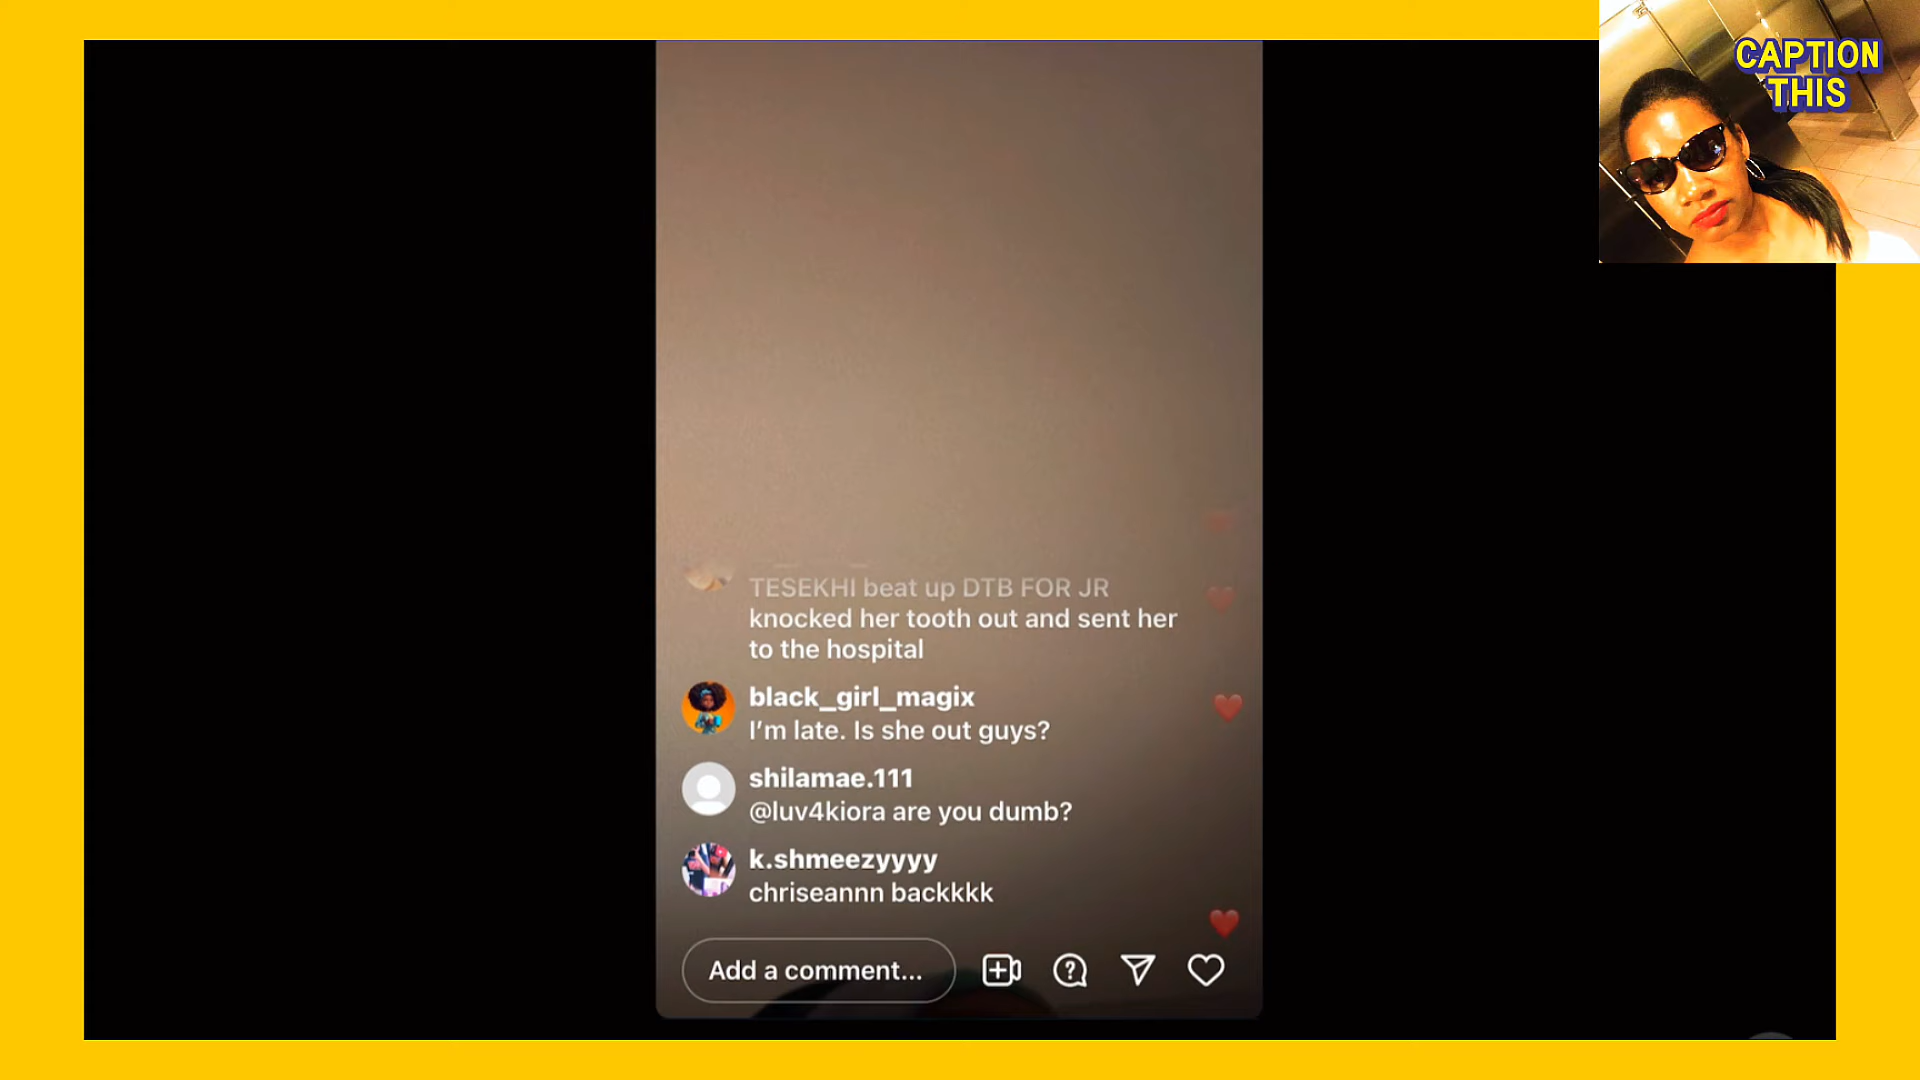 CAPTION
THIS
TESEKHI beat up DTB FOR JR
knocked her tooth out and sent her
to the hospital
black_girl_magix
I'm late. Is she out guys?
shilamae.111
@luv4kiora are you dumb?
k.shmeezyyyy
chriseannn backkkk
Add a comment...